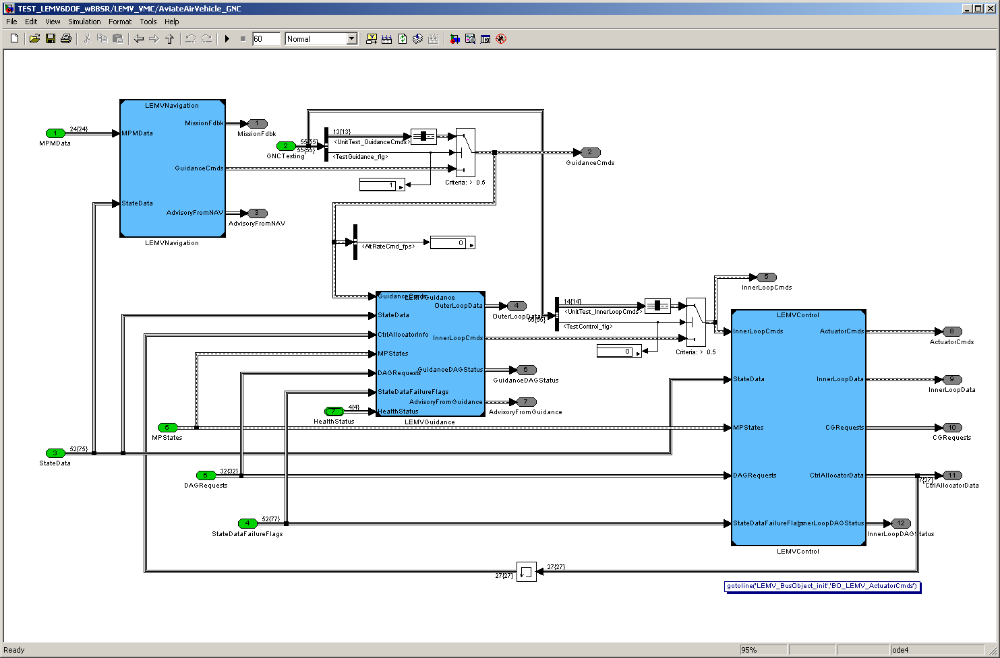 TEST_LEMV6DOF_wBBSR/LEMV_VMC/AviateAirVehicle_GNC
File Edit View Simulation Format Tools Help
60 Normal
LEMVNavigation
MissionFdbk
1
MissionFdbk
24{24}
1
MPMData
MPMData
GuidanceCmds
StateData
AdvisoryFromNAV
3
AdvisoryFromNAV
LEMVNavigation
55{55}
2
55{55}
GNCTesting
13{13}
<UnitTest_GuidanceCmds>
<TestGuidance_flg>
1
Criteria: > 0.5
2
GuidanceCmds
<AltRateCmd_fps>
0
GuidanceCmds
LEMVGuidance
OuterLoopData
4
OuterLoopData
StateData
CtrlAllocatorInfo
InnerLoopCmds
MPStates
DAGRequests
GuidanceDAGStatus
6
GuidanceDAGStatus
StateDataFailureFlags
AdvisoryFromGuidance
7
AdvisoryFromGuidance
4{4}
7
HealthStatus
HealthStatus
LEMVGuidance
55{55}
14{14}
<UnitTest_InnerLoopCmds>
<TestControl_flg>
0
Criteria: > 0.5
5
InnerLoopCmds
LEMVControl
InnerLoopCmds
ActuatorCmds
8
ActuatorCmds
StateData
InnerLoopData
9
InnerLoopData
5
MPStates
MPStates
CGRequests
10
CGRequests
52{75}
3
StateData
32{32}
6
DAGRequests
DAGRequests
CtrlAllocatorData
11
7{27}
CtrlAllocatorData
52{77}
4
StateDataFailureFlags
StateDataFailureFlags
InnerLoopDAGStatus
12
InnerLoopDAGStatus
LEMVControl
27{27}
27{27}
gotoline('LEMV_BusObject_init','BO_LEMV_ActuatorCmds')
Ready 95% ode4